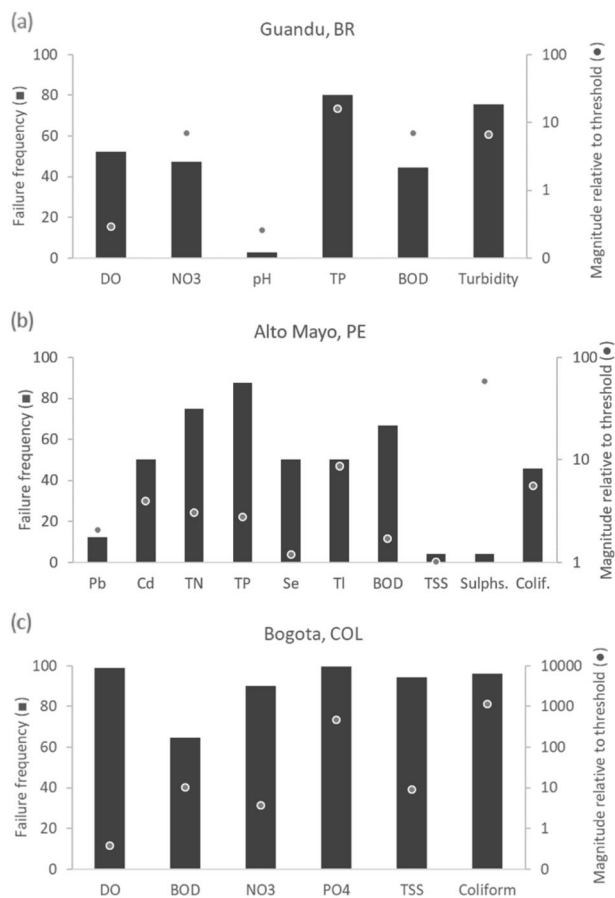 (a)
Guandu, BR
Failure frequency (■)
100
80
60
40
20
0
100
10
1
0
Magnitude relative to threshold (●)
DO NO3 pH TP BOD Turbidity
(b)
Alto Mayo, PE
Failure frequency (■)
100
80
60
40
20
0
100
10
1
Magnitude relative to threshold (●)
Pb Cd TN TP Se Tl BOD TSS Sulphs. Colif.
(c)
Bogota, COL
Failure frequency (■)
100
80
60
40
20
0
10000
1000
100
10
1
0
Magnitude relative to threshold (●)
DO BOD NO3 PO4 TSS Coliform